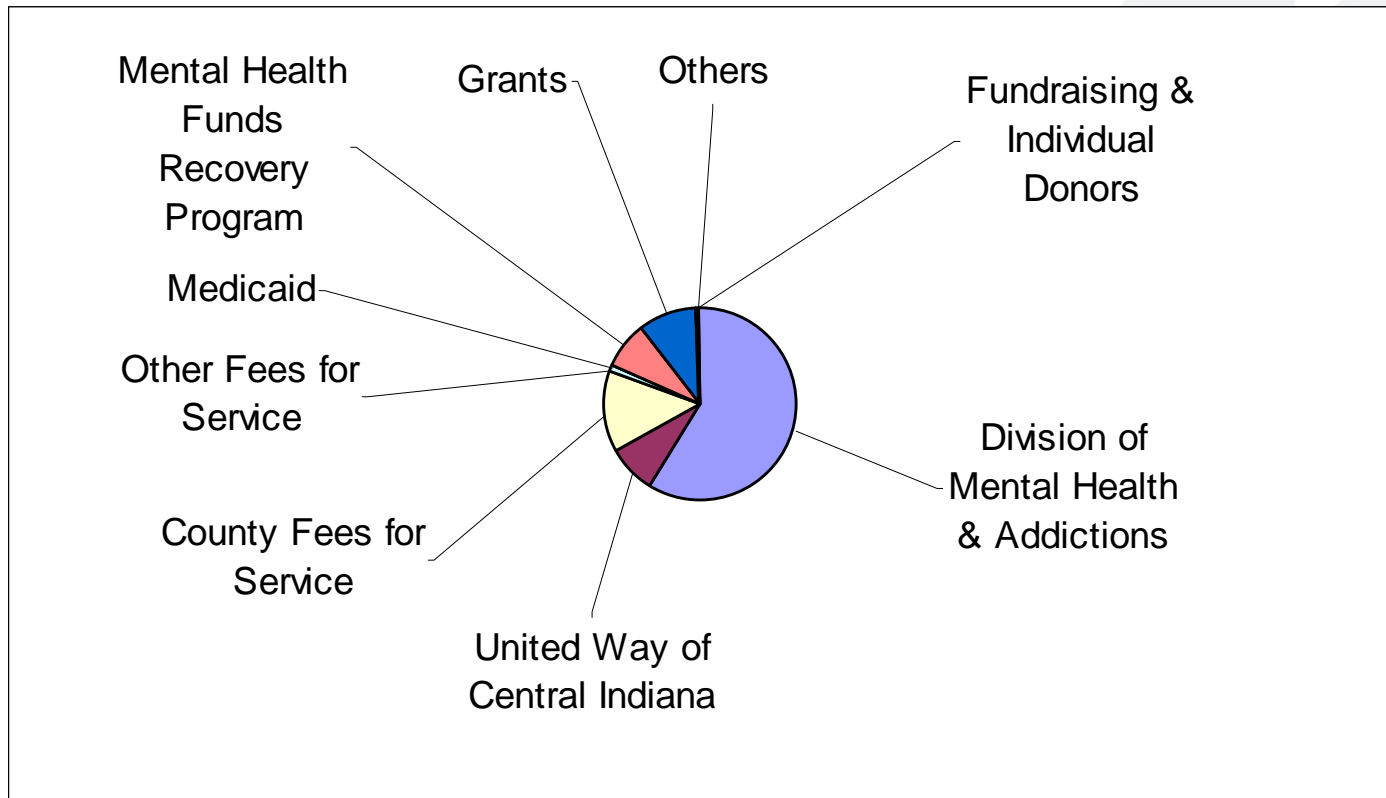 Mental Health
Funds
Recovery
Program
Grants
Others
Fundraising &
Individual
Donors
Medicaid
Other Fees for
Service
County Fees for
Service
United Way of
Central Indiana
Division of
Mental Health
& Addictions